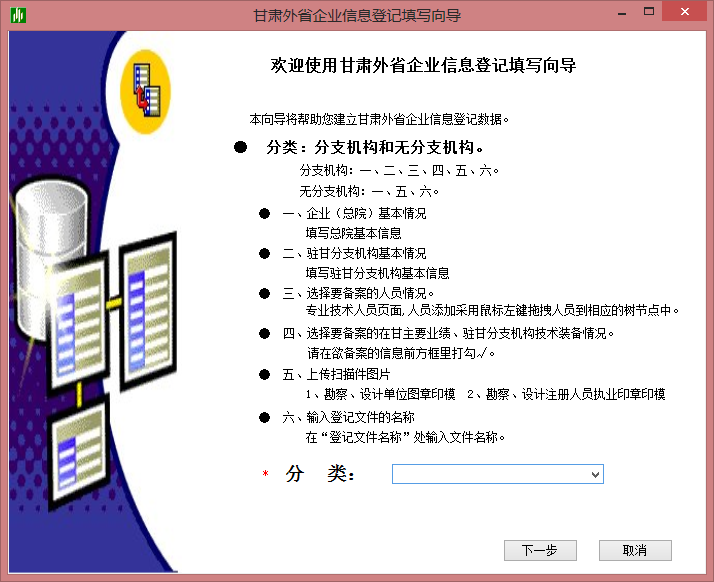 甘肃外省企业信息登记填写向导
欢迎使用甘肃外省企业信息登记填写向导
本向导将帮助您建立甘肃外省企业信息登记数据。
● 分类：分支机构和无分支机构。
分支机构：一、二、三、四、五、六。
无分支机构：一、五、六。
● 一、企业（总院）基本情况
填写总院基本信息
● 二、驻甘分支机构基本情况
填写驻甘分支机构基本信息
● 三、选择要备案的人员情况。
专业技术人员页面,人员添加采用鼠标左键拖拽人员到相应的树节点中。
● 四、选择要备案的在甘主要业绩、驻甘分支机构技术装备情况。
请在欲备案的信息前方框里打勾√。
● 五、上传扫描件图片
1、勘察、设计单位图章印模 2、勘察、设计注册人员执业印章印模
● 六、输入登记文件的名称
在“登记文件名称”处输入文件名称。
* 分 类：
下一步
取消